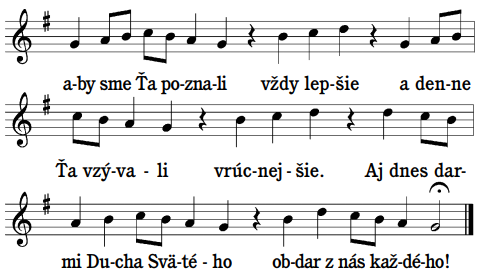 a-by sme Ťa po-zna-li vždy lep-šie a den-ne
Ťa vzý-va-li vrúc-nej-šie. Aj dnes dar-
mi Du-cha Svä-té-ho ob-dar z nás kaž-dé-ho!